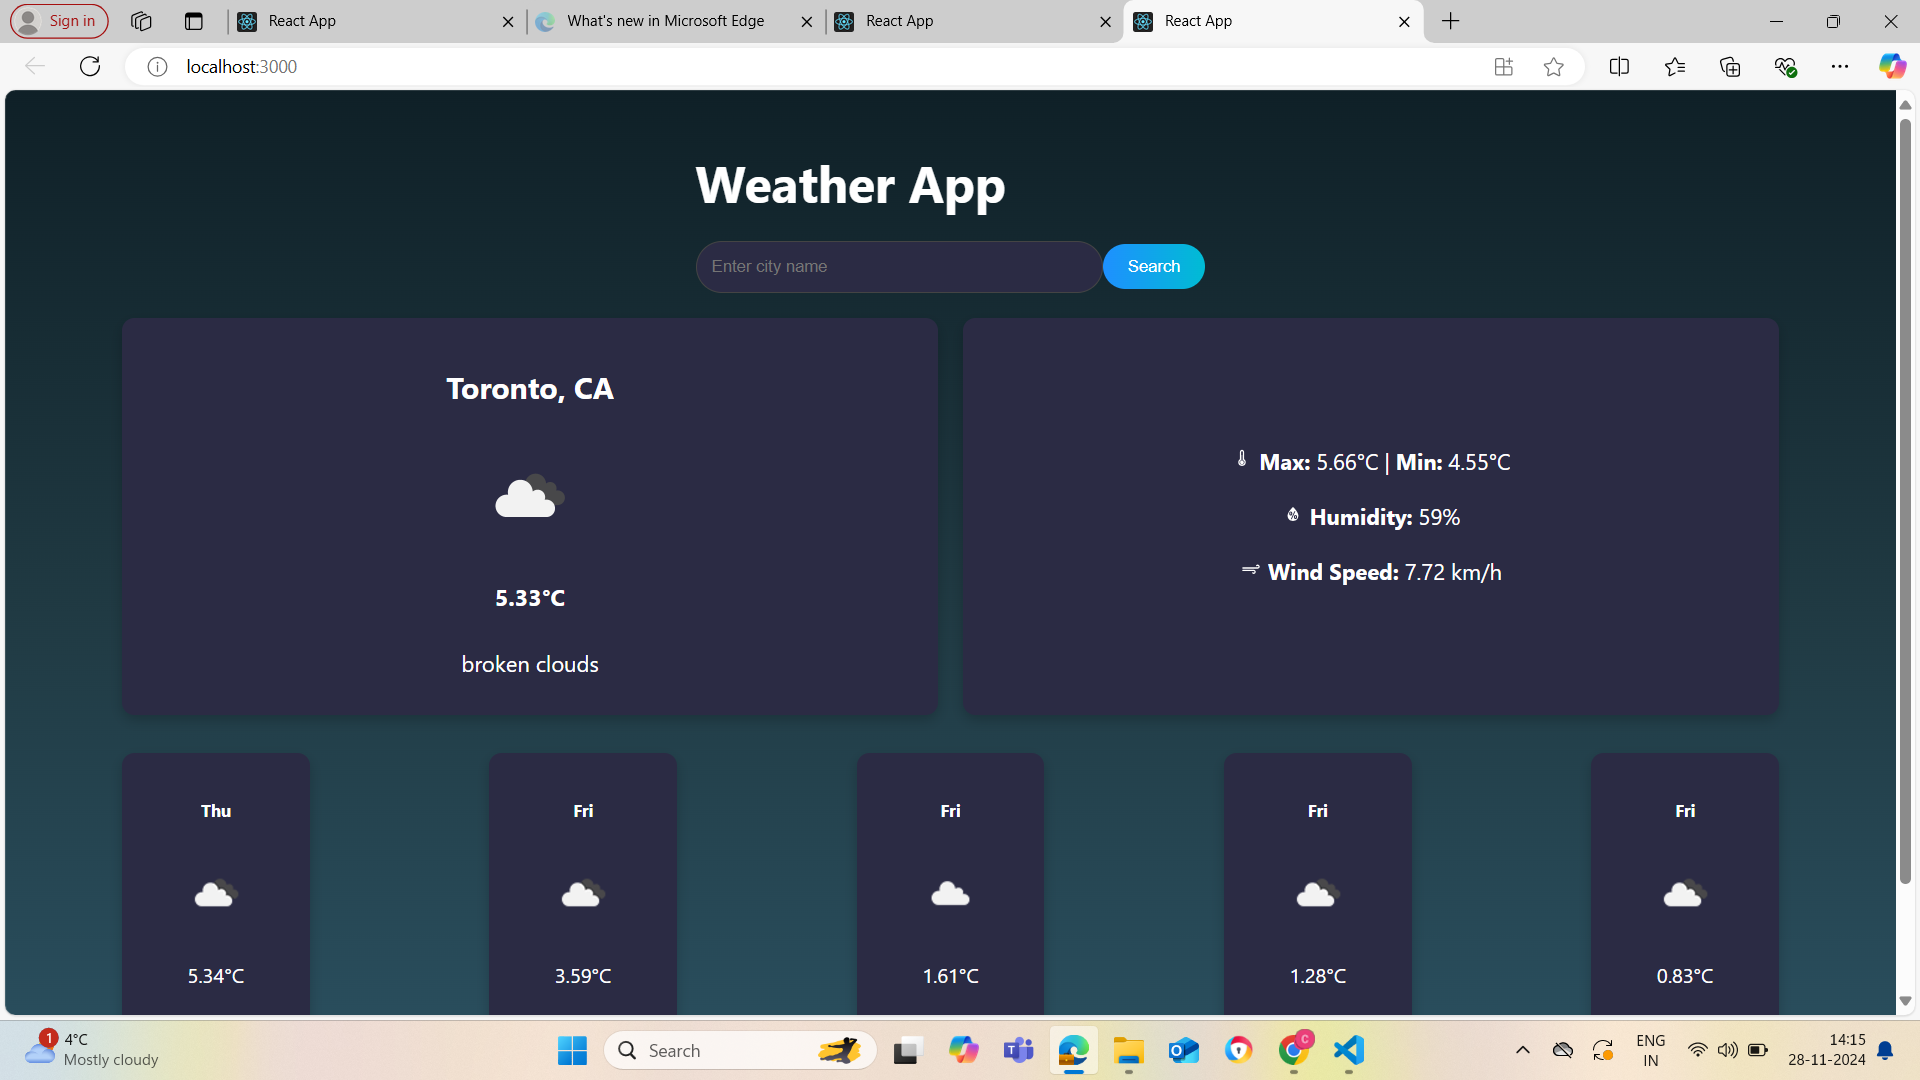 Sign in
React App
What's new in Microsoft Edge
React App
React App
localhost:3000
Weather App
Enter city name
Search
Toronto, CA
5.33°C
broken clouds
Max: 5.66°C | Min: 4.55°C
Humidity: 59%
Wind Speed: 7.72 km/h
Thu
Fri
Fri
Fri
Fri
5.34°C
3.59°C
1.61°C
1.28°C
0.83°C
1
4°C
Mostly cloudy
Search
C
ENG
IN
14:15
28-11-2024